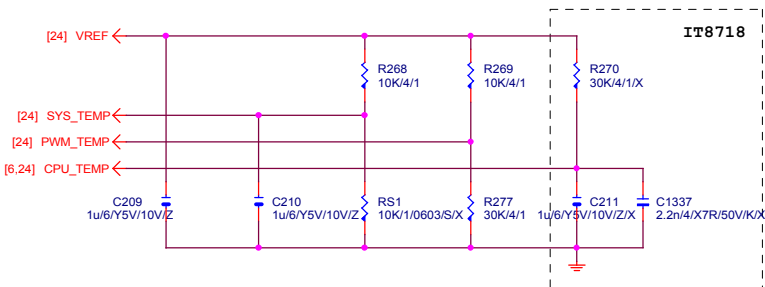 IT8718
[24] VREF
R268
10K/4/1
R269
10K/4/1
R270
30K/4/1/X
[24] SYS_TEMP
[24] PWM_TEMP
[6,24] CPU_TEMP
C209
1u/6/Y5V/10V/Z
C210
1u/6/Y5V/10V/Z
RS1
10K/1/0603/S/X
R277
30K/4/1
C211
1u/6/Y5V/10V/Z/X
C1337
2.2n/4/X7R/50V/K/X